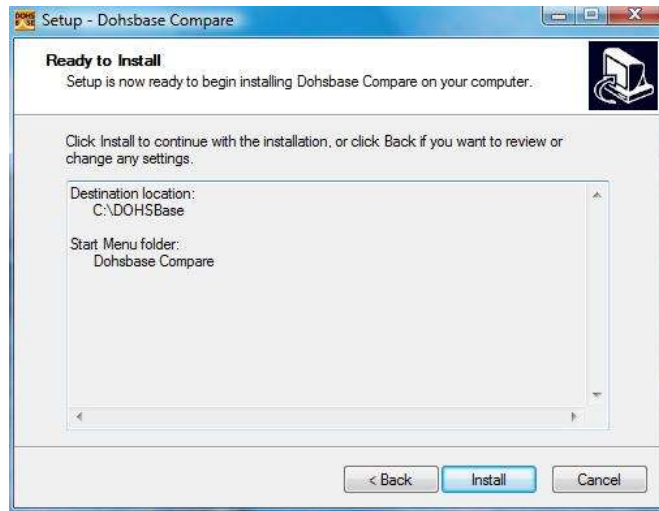 Setup - Dohsbase Compare
Ready to Install
Setup is now ready to begin installing Dohsbase Compare on your computer.
Click Install to continue with the installation, or click Back if you want to review or
change any settings.
Destination location:
C:\DOHSBase
Start Menu folder:
Dohsbase Compare
< Back
Install
Cancel